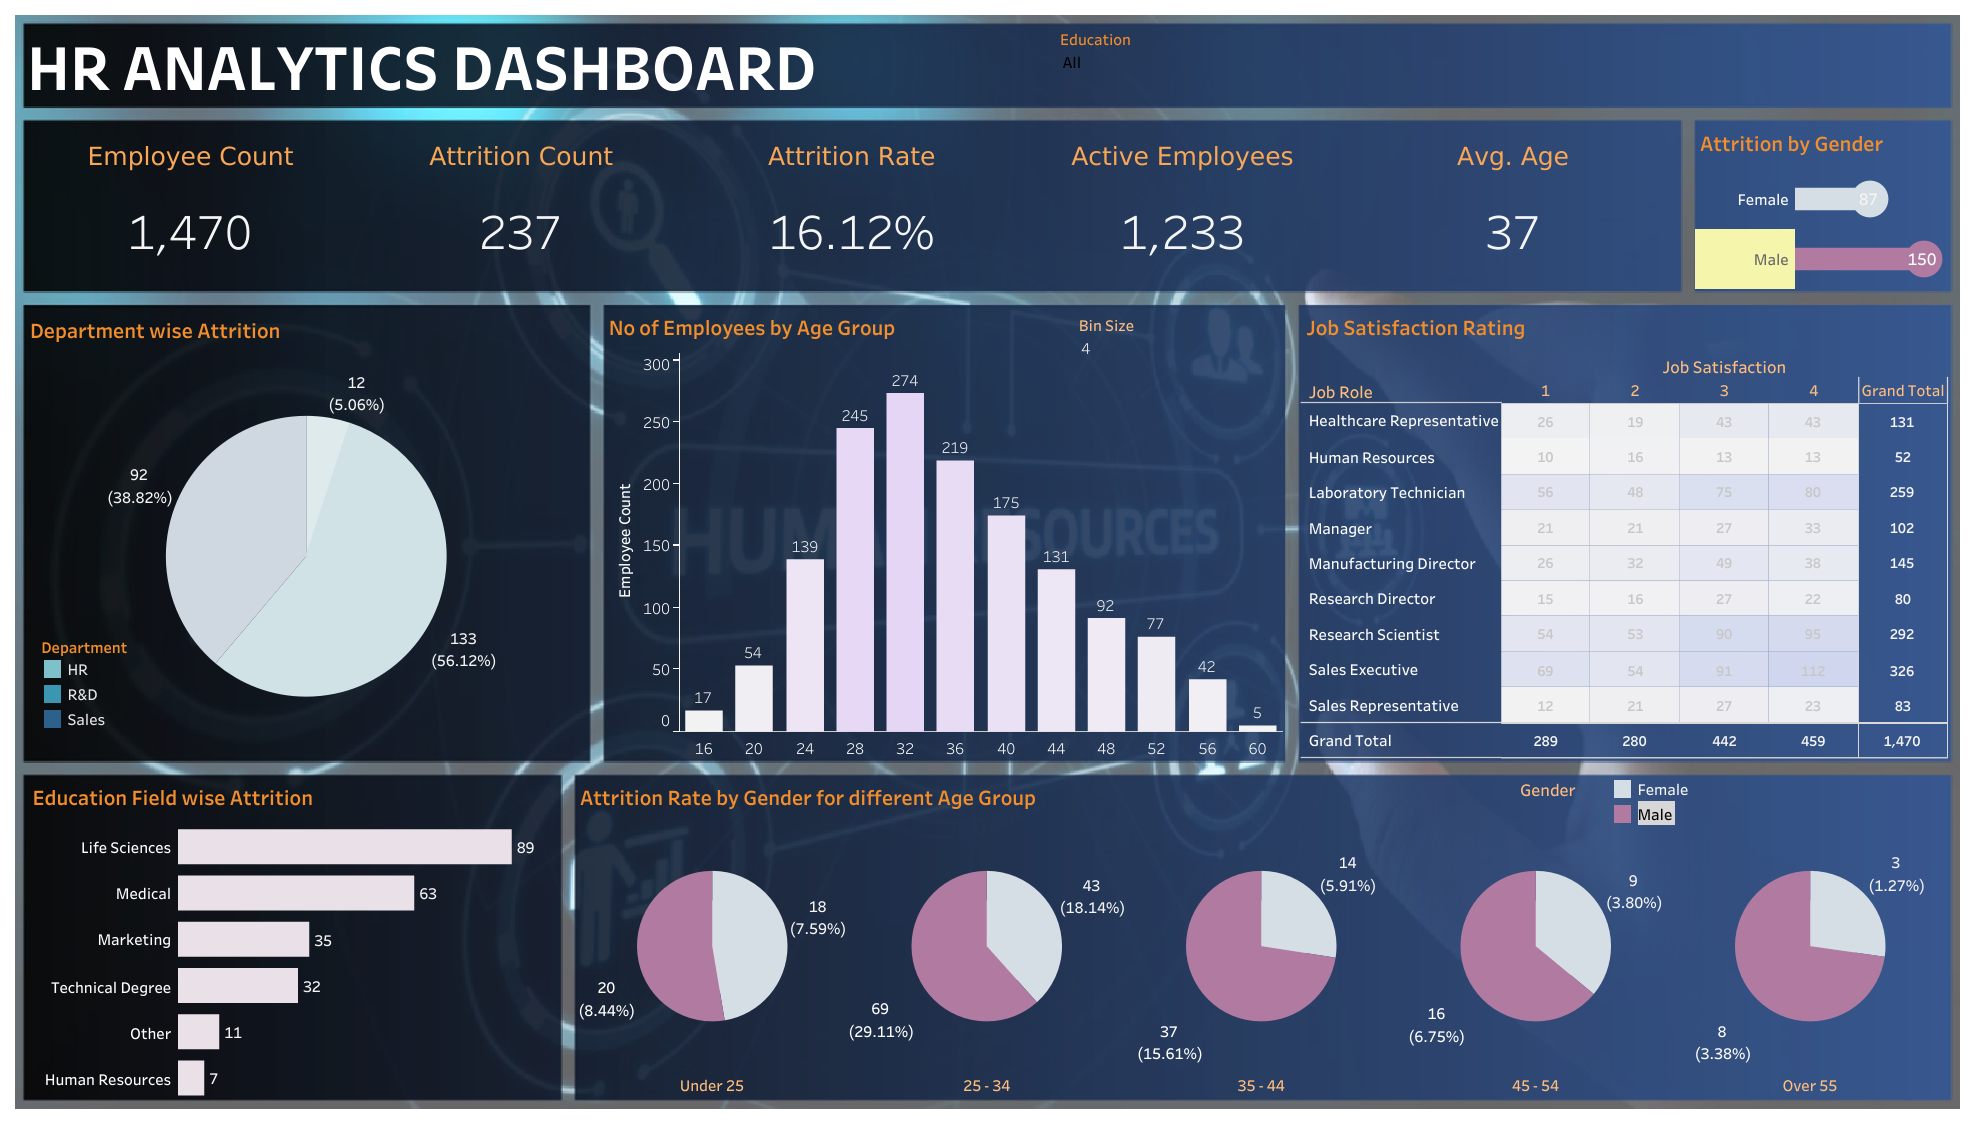 HR ANALYTICS DASHBOARD
Education
All
Employee Count
Attrition Count
Attrition Rate
Active Employees
Avg. Age
1,470
237
16.12%
1,233
37
Attrition by Gender
Female 87
Male 150
Department wise Attrition
12
(5.06%)
92
(38.82%)
133
(56.12%)
Department
HR
R&D
Sales
No of Employees by Age Group
Bin Size
4
Employee Count
300
250
200
150
100
50
0
17
54
139
245
274
219
175
131
92
77
42
5
16 20 24 28 32 36 40 44 48 52 56 60
HUMAN RESOURCES
Job Satisfaction Rating
Job Satisfaction
Job Role 1 2 3 4 Grand Total
Healthcare Representative 26 19 43 43 131
Human Resources 10 16 13 13 52
Laboratory Technician 56 48 75 80 259
Manager 21 21 27 33 102
Manufacturing Director 26 32 49 38 145
Research Director 15 16 27 22 80
Research Scientist 54 53 90 95 292
Sales Executive 69 54 91 112 326
Sales Representative 12 21 27 23 83
Grand Total 289 280 442 459 1,470
Education Field wise Attrition
Life Sciences 89
Medical 63
Marketing 35
Technical Degree 32
Other 11
Human Resources 7
Attrition Rate by Gender for different Age Group
Gender
Female
Male
18
(7.59%)
20
(8.44%)
43
(18.14%)
69
(29.11%)
14
(5.91%)
37
(15.61%)
9
(3.80%)
16
(6.75%)
3
(1.27%)
8
(3.38%)
Under 25
25 - 34
35 - 44
45 - 54
Over 55